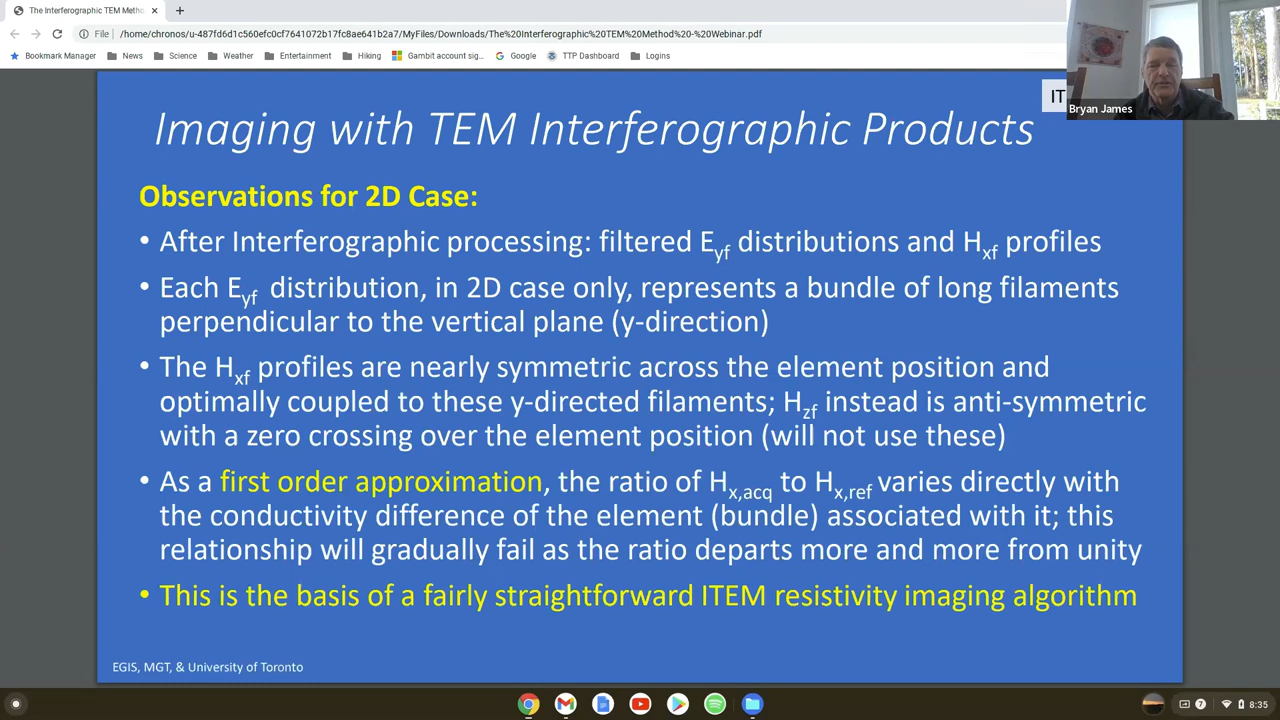 The Interferographic TEM Metho
File
/home/chronos/u-487fd6d1c560efc0cf7641072b17fc8ae641b2a7/MyFiles/Downloads/The%20Interferographic%20TEM%20Method%20-%20Webinar.pdf
Bookmark Manager
News
Science
Weather
Entertainment
Hiking
Gambit account sig...
Google
TTP Dashboard
Logins
IT
Bryan James
Imaging with TEM Interferographic Products
Observations for 2D Case:
• After Interferographic processing: filtered Eyf distributions and Hxf profiles
• Each Eyf distribution, in 2D case only, represents a bundle of long filaments
perpendicular to the vertical plane (y-direction)
• The Hxf profiles are nearly symmetric across the element position and
optimally coupled to these y-directed filaments; Hzf instead is anti-symmetric
with a zero crossing over the element position (will not use these)
• As a first order approximation, the ratio of Hx,acq to Hx,ref varies directly with
the conductivity difference of the element (bundle) associated with it; this
relationship will gradually fail as the ratio departs more and more from unity
• This is the basis of a fairly straightforward ITEM resistivity imaging algorithm
EGIS, MGT, & University of Toronto
7
8:35